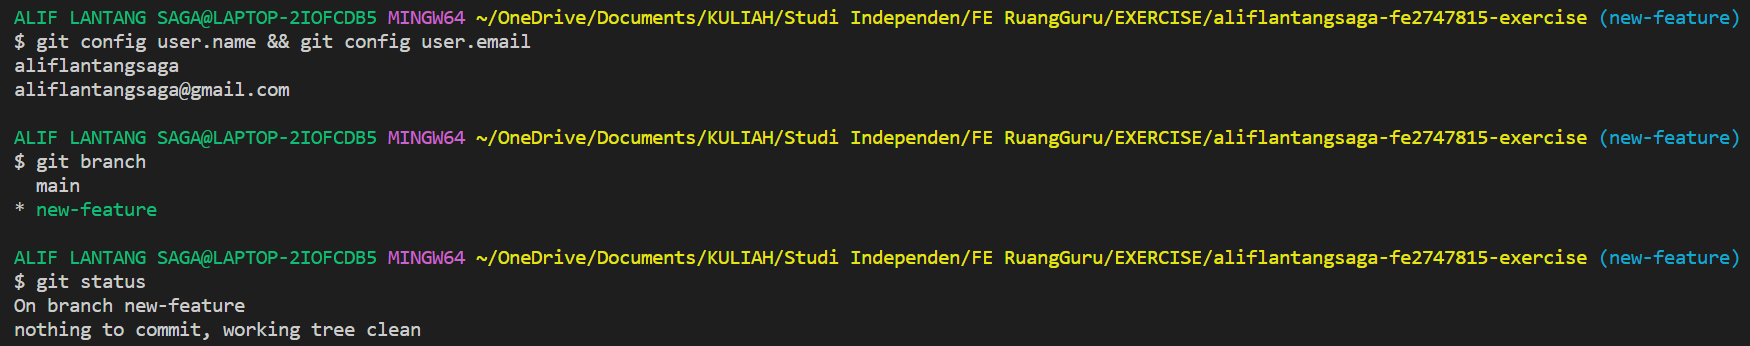 ALIF LANTANG SAGA@LAPTOP-2IOFCDB5 MINGW64 ~/OneDrive/Documents/KULIAH/Studi Independen/FE RuangGuru/EXERCISE/aliflantangsaga-fe2747815-exercise (new-feature)
$ git config user.name && git config user.email
aliflantangsaga
aliflantangsaga@gmail.com
ALIF LANTANG SAGA@LAPTOP-2IOFCDB5 MINGW64 ~/OneDrive/Documents/KULIAH/Studi Independen/FE RuangGuru/EXERCISE/aliflantangsaga-fe2747815-exercise (new-feature)
$ git branch
  main
* new-feature
ALIF LANTANG SAGA@LAPTOP-2IOFCDB5 MINGW64 ~/OneDrive/Documents/KULIAH/Studi Independen/FE RuangGuru/EXERCISE/aliflantangsaga-fe2747815-exercise (new-feature)
$ git status
On branch new-feature
nothing to commit, working tree clean